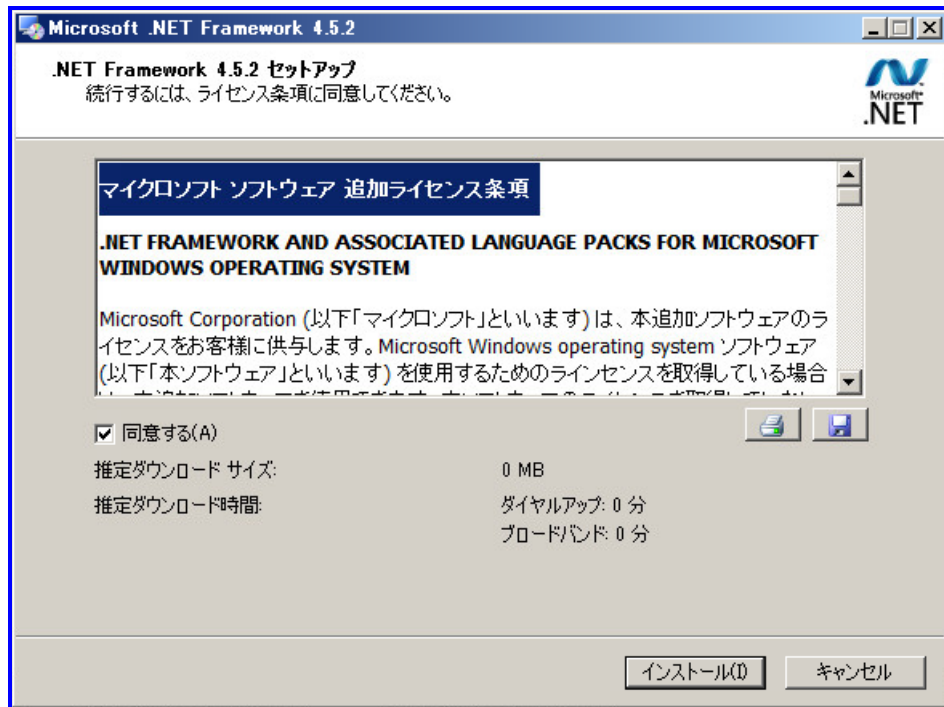 Microsoft .NET Framework 4.5.2
.NET Framework 4.5.2 セットアップ
続行するには、ライセンス条項に同意してください。
Microsoft
.NET
マイクロソフト ソフトウェア 追加ライセンス条項
.NET FRAMEWORK AND ASSOCIATED LANGUAGE PACKS FOR MICROSOFT
WINDOWS OPERATING SYSTEM
Microsoft Corporation (以下「マイクロソフト」といいます) は、本追加ソフトウェアのラ
イセンスをお客様に供与します。Microsoft Windows operating system ソフトウェア
(以下「本ソフトウェア」といいます) を使用するためのラインセンスを取得している場合
同意する(A)
推定ダウンロード サイズ: 0 MB
推定ダウンロード時間: ダイヤルアップ: 0 分
ブロードバンド: 0 分
インストール(I)
キャンセル